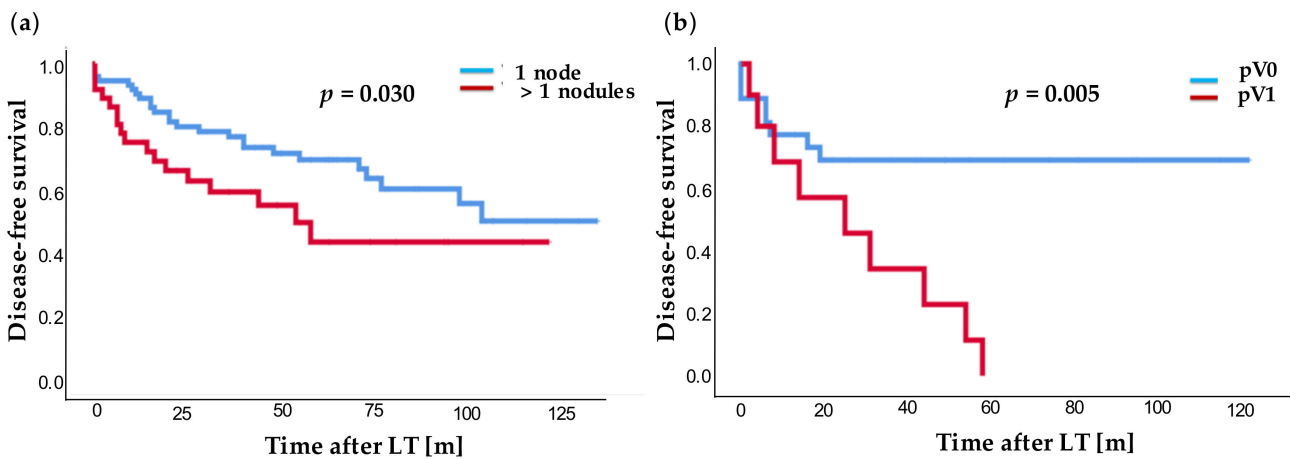 (a)
Disease-free survival
1.0
0.8
0.6
0.4
0.2
0.0
p = 0.030
1 node
> 1 nodules
0 25 50 75 100 125
Time after LT [m]
(b)
Disease-free survival
1.0
0.8
0.6
0.4
0.2
0.0
p = 0.005
pV0
pV1
0 20 40 60 80 100 120
Time after LT [m]